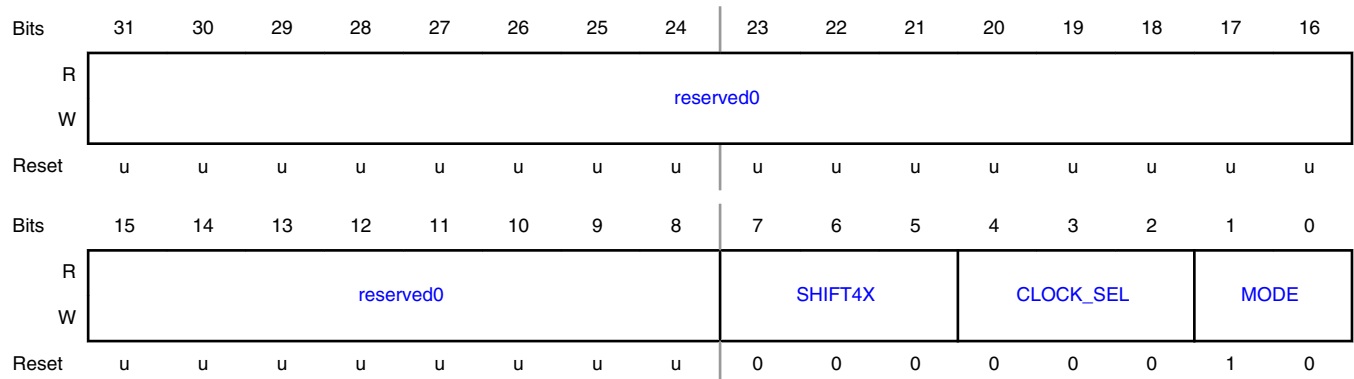 Bits 31 30 29 28 27 26 25 24 23 22 21 20 19 18 17 16
R
reserved0
W
Reset u u u u u u u u u u u u u u u u
Bits 15 14 13 12 11 10 9 8 7 6 5 4 3 2 1 0
R
reserved0 SHIFT4X CLOCK_SEL MODE
W
Reset u u u u u u u u 0 0 0 0 0 0 1 0